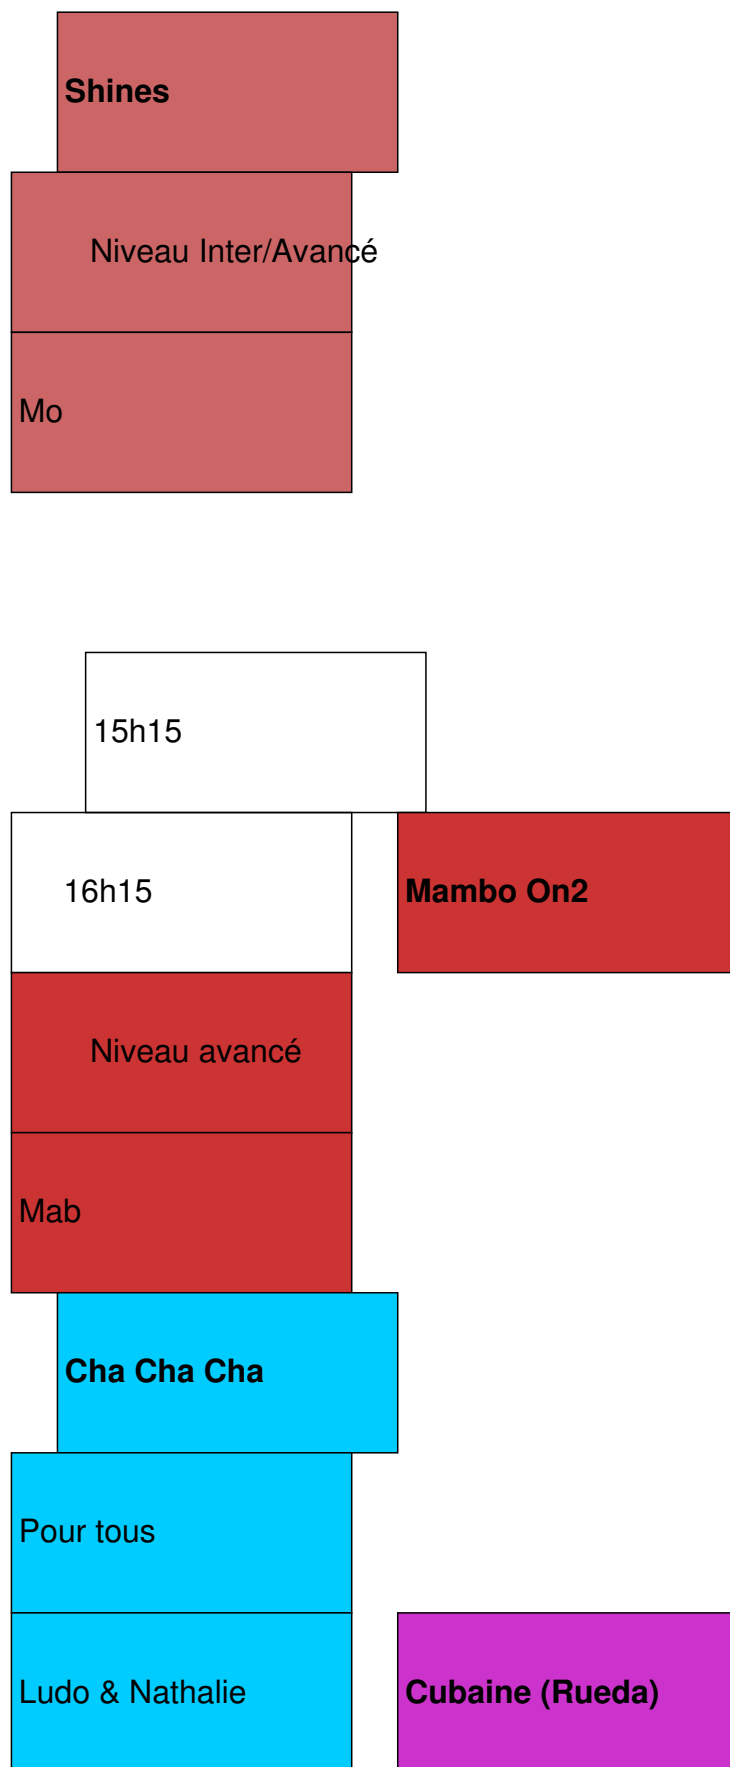 Shines
Niveau Inter/Avancé
Mo
15h15
16h15
Mambo On2
Niveau avancé
Mab
Cha Cha Cha
Pour tous
Ludo & Nathalie
Cubaine (Rueda)